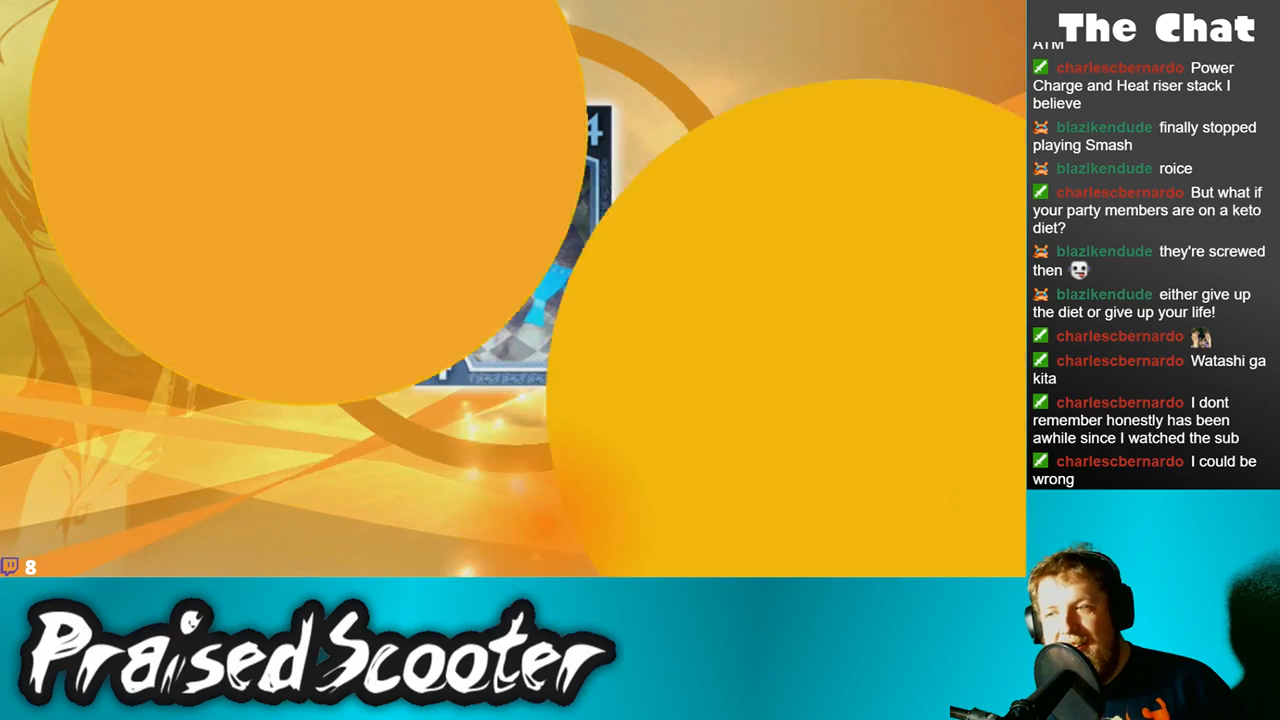 The Chat
ATM
charlescbernardo Power
Charge and Heat riser stack I
believe
blazikendude finally stopped
playing Smash
blazikendude roice
charlescbernardo But what if
your party members are on a keto
diet?
blazikendude they're screwed
then
blazikendude either give up
the diet or give up your life!
charlescbernardo
charlescbernardo Watashi ga
kita
charlescbernardo I dont
remember honestly has been
awhile since I watched the sub
charlescbernardo I could be
wrong
4
8
PraisedScooter